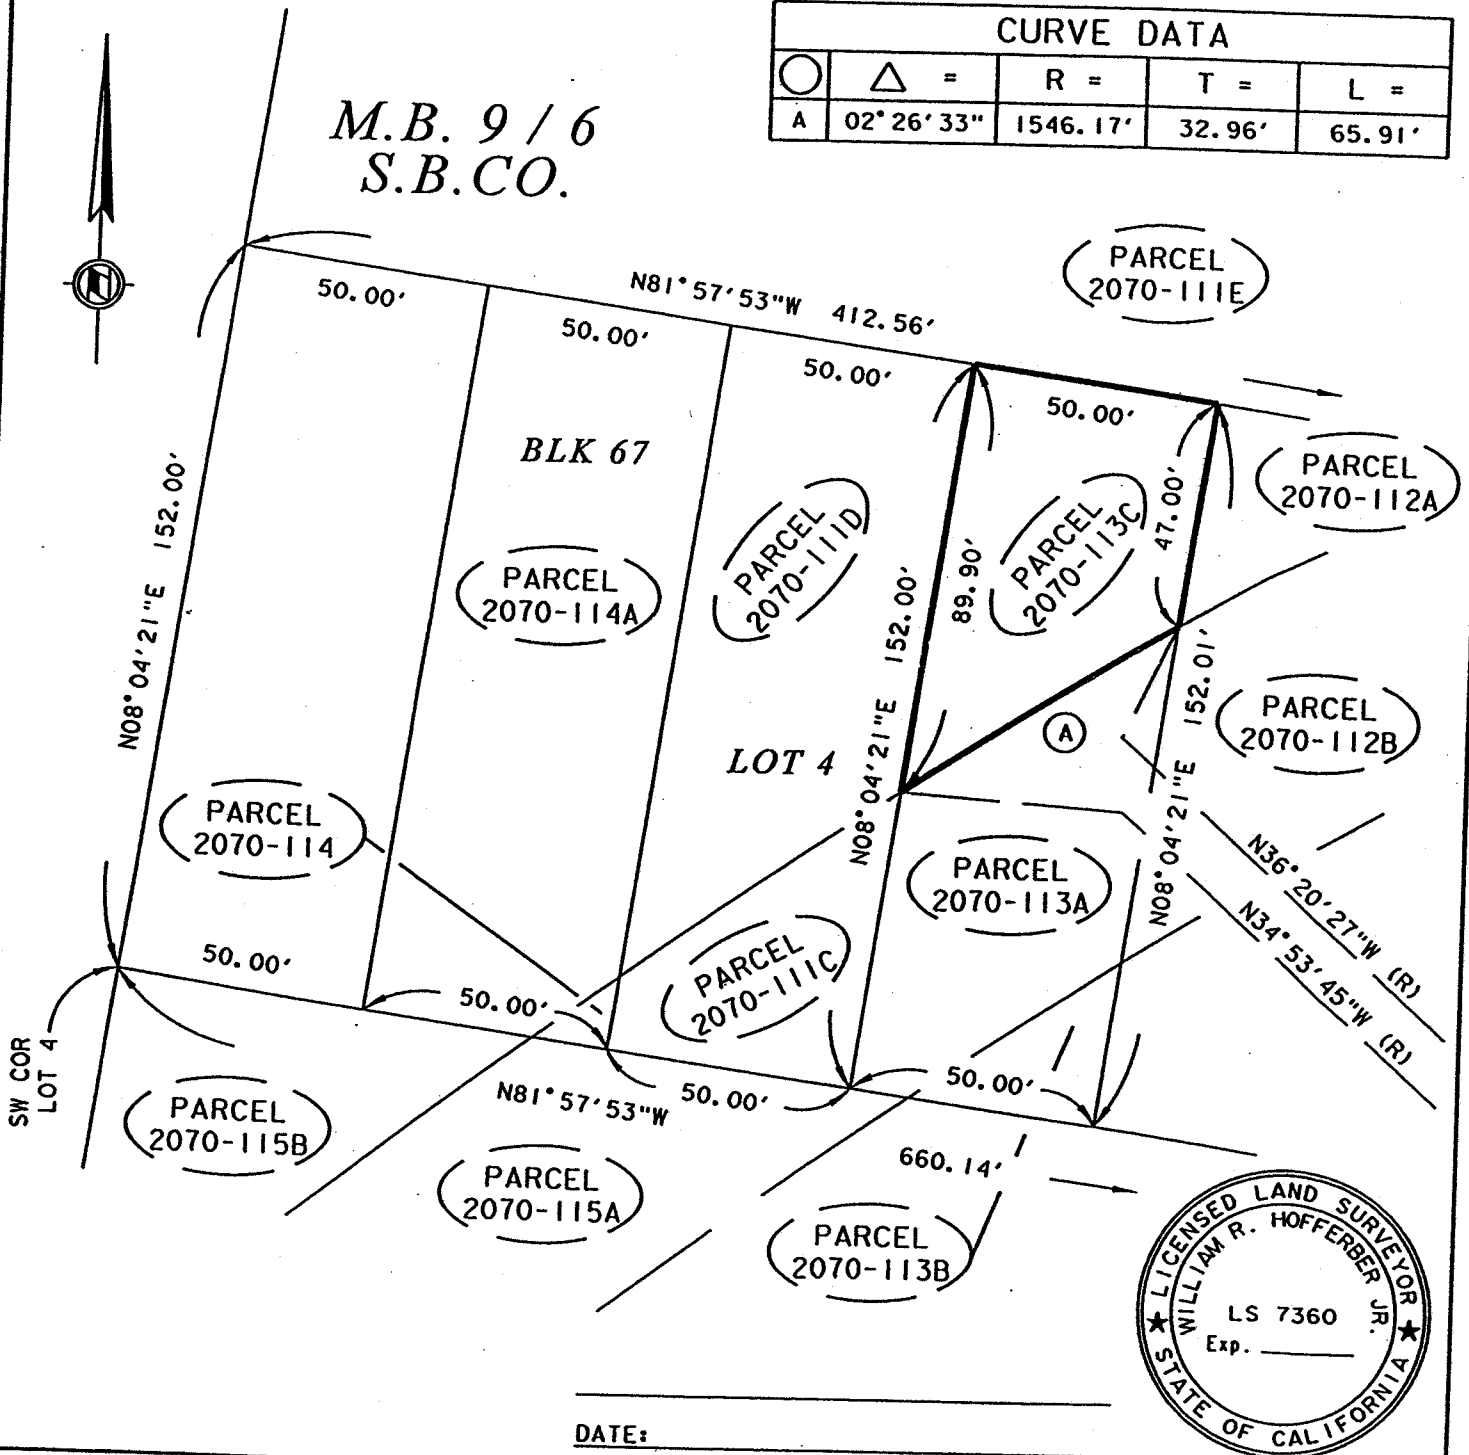 CURVE DATA
△ = R = T = L =
A 02°26'33" 1546.17' 32.96' 65.91'
M.B. 9 / 6
S.B.CO.
PARCEL
2070-111E
N81°57'53"W 412.56'
50.00'
50.00'
50.00'
50.00'
BLK 67
PARCEL
2070-112A
47.00'
PARCEL
2070-113C
PARCEL
2070-111D
89.90'
N08°04'21"E 152.00'
PARCEL
2070-114A
N08°04'21"E 152.00'
N08°04'21"E 152.01'
PARCEL
2070-112B
A
LOT 4
PARCEL
2070-114
PARCEL
2070-113A
N36°20'27"W (R)
N34°53'45"W (R)
50.00'
PARCEL
2070-111C
50.00'
SW COR
LOT 4
50.00'
50.00'
N81°57'53"W
PARCEL
2070-115B
PARCEL
2070-115A
660.14'
PARCEL
2070-113B
LICENSED LAND SURVEYOR
WILLIAM R. HOFFERBER JR.
LS 7360
Exp.
STATE OF CALIFORNIA
DATE: